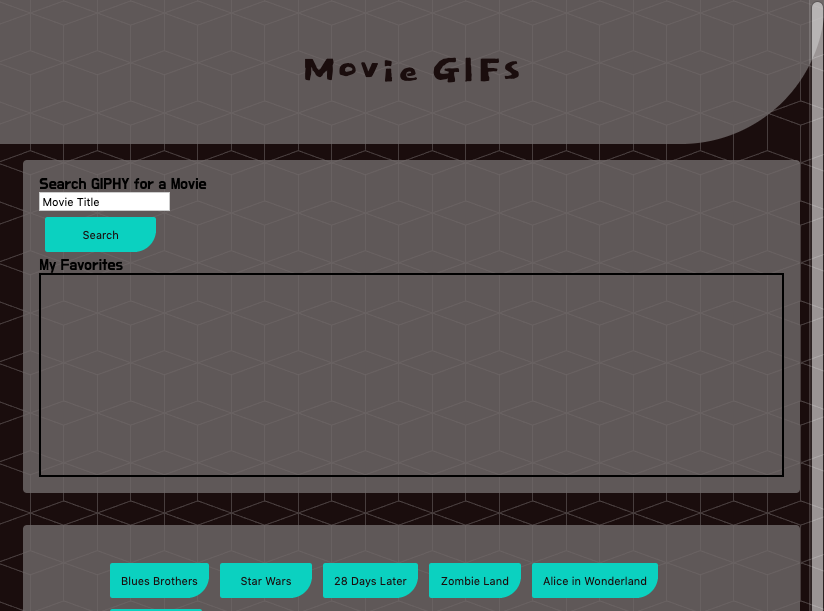 Movie GIFs
Search GIPHY for a Movie
Movie Title
Search
My Favorites
Blues Brothers
Star Wars
28 Days Later
Zombie Land
Alice in Wonderland